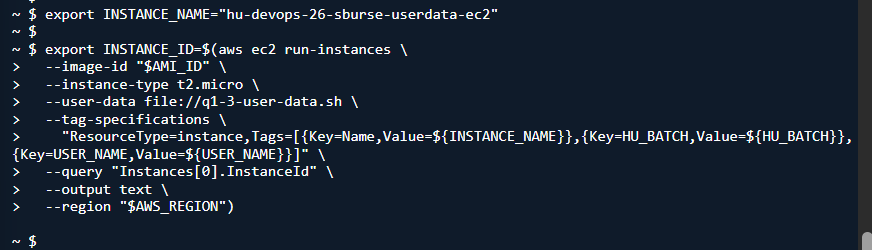 ~ $ export INSTANCE_NAME="hu-devops-26-sburse-userdata-ec2"
~ $
~ $ export INSTANCE_ID=$(aws ec2 run-instances \
>   --image-id "$AMI_ID" \
>   --instance-type t2.micro \
>   --user-data file://q1-3-user-data.sh \
>   --tag-specifications \
>     "ResourceType=instance,Tags=[{Key=Name,Value=${INSTANCE_NAME}},{Key=HU_BATCH,Value=${HU_BATCH}},
{Key=USER_NAME,Value=${USER_NAME}}]" \
>   --query "Instances[0].InstanceId" \
>   --output text \
>   --region "$AWS_REGION")
~ $